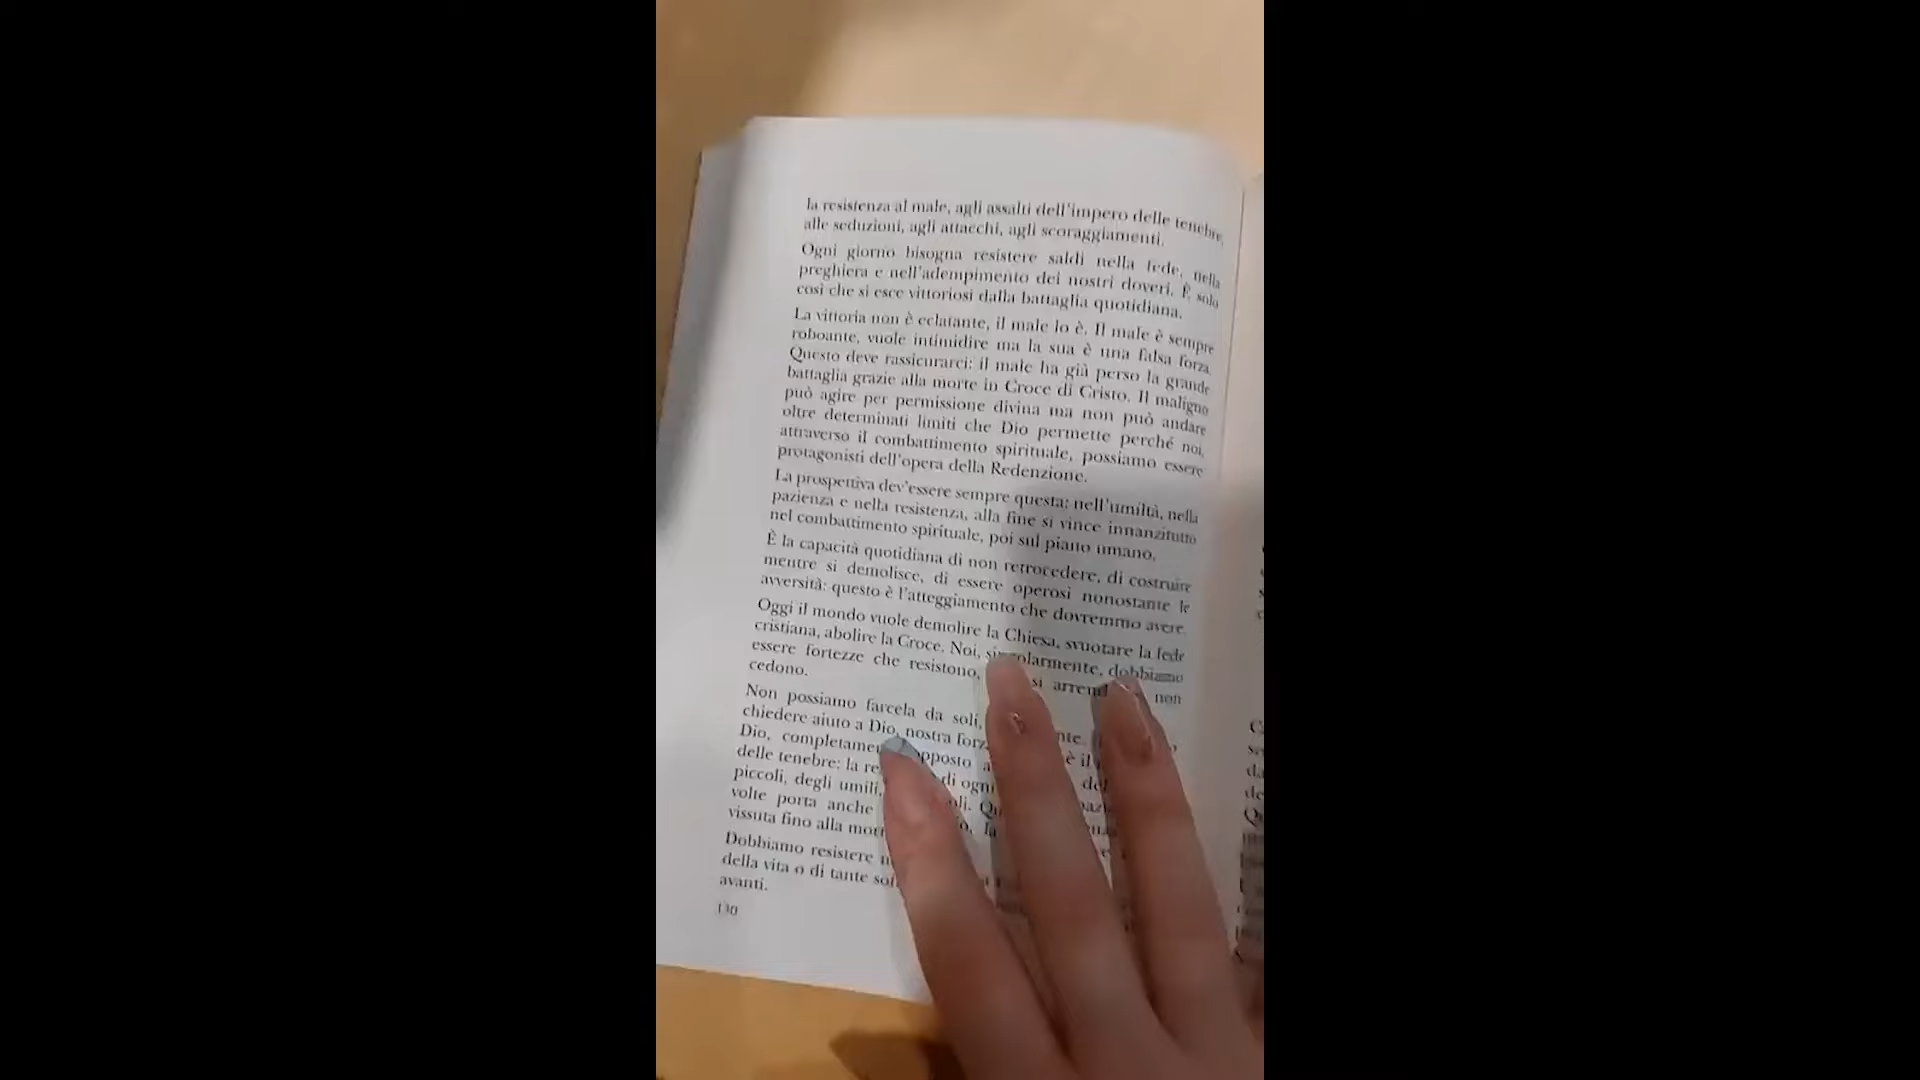 la resistenza al male, agli assalti dell'impero delle tenebre,
alle seduzioni, agli attacchi, agli scoraggiamenti.
Ogni giorno bisogna resistere saldi nella fede, nella
preghiera e nell'adempimento dei nostri doveri. È solo
così che si esce vittoriosi dalla battaglia quotidiana.
La vittoria non è eclatante, il male lo è. Il male è sempre
roboante, vuole intimidire ma la sua è una falsa forza.
Questo deve rassicurarci: il male ha già perso la grande
battaglia grazie alla morte in Croce di Cristo. Il maligno
può agire per permissione divina ma non può andare
oltre determinati limiti che Dio permette perché noi,
attraverso il combattimento spirituale, possiamo essere
protagonisti dell'opera della Redenzione.
La prospettiva dev'essere sempre questa: nell'umiltà, nella
pazienza e nella resistenza, alla fine si vince innanzitutto
nel combattimento spirituale, poi sul piano umano.
È la capacità quotidiana di non retrocedere, di costruire
mentre si demolisce, di essere operosi nonostante le
avversità: questo è l'atteggiamento che dovremmo avere.
Oggi il mondo vuole demolire la Chiesa, svuotare la fede
cristiana, abolire la Croce. Noi, singolarmente, dobbiamo
essere fortezze che resistono, si non
cedono.
Non possiamo farcela da soli,
chiedere aiuto a Dio, nostra
Dio, opposto è il
delle tenebre: la di ogni
piccoli, degli umili,
volte porta anche
vissuta fino alla
Dobbiamo resistere
della vita o di tante
avanti.
130